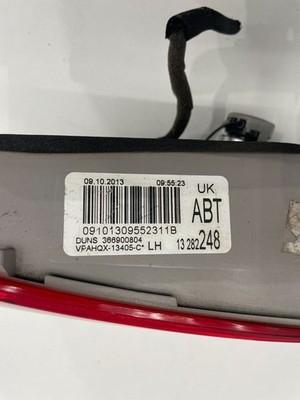 09.10.2013 09:55:23 UK
ABT
09101309552311B
DUNS 366900804
VPAHQX-13405-C* LH 13 282 248